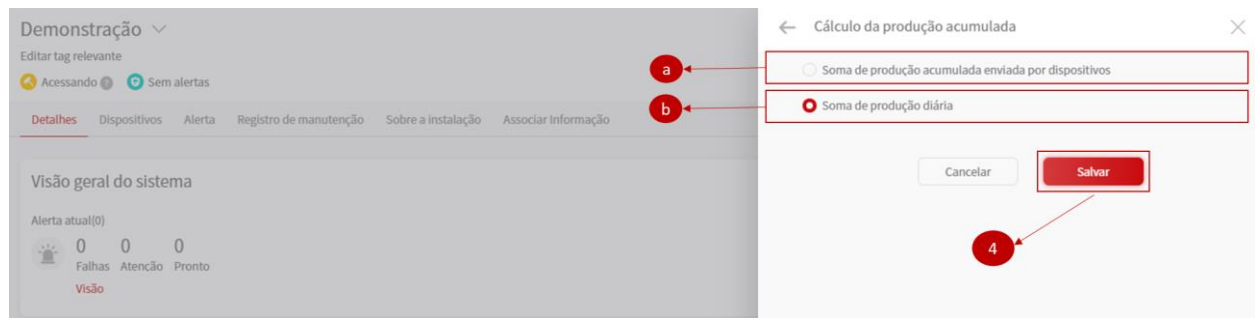 Demonstração
Editar tag relevante
Acessando ? Sem alertas
Detalhes Dispositivos Alerta Registro de manutenção Sobre a instalação Associar Informação
Visão geral do sistema
Alerta atual(0)
0 0 0
Falhas Atenção Pronto
Visão
Cálculo da produção acumulada
a
Soma de produção acumulada enviada por dispositivos
b
Soma de produção diária
Cancelar Salvar
4